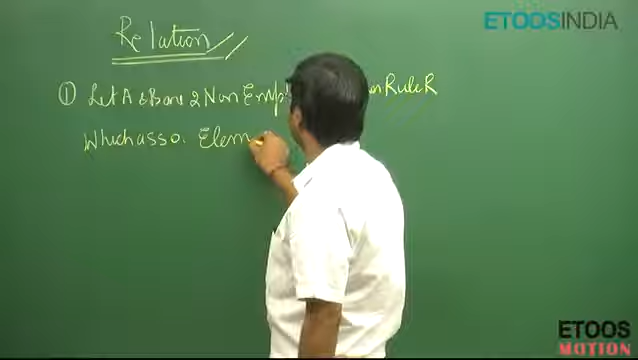 ETOOSINDIA
Relation
① Let A & B are 2 Non Empt Rule R
Which asso. Elem
ETOOS
MOTION